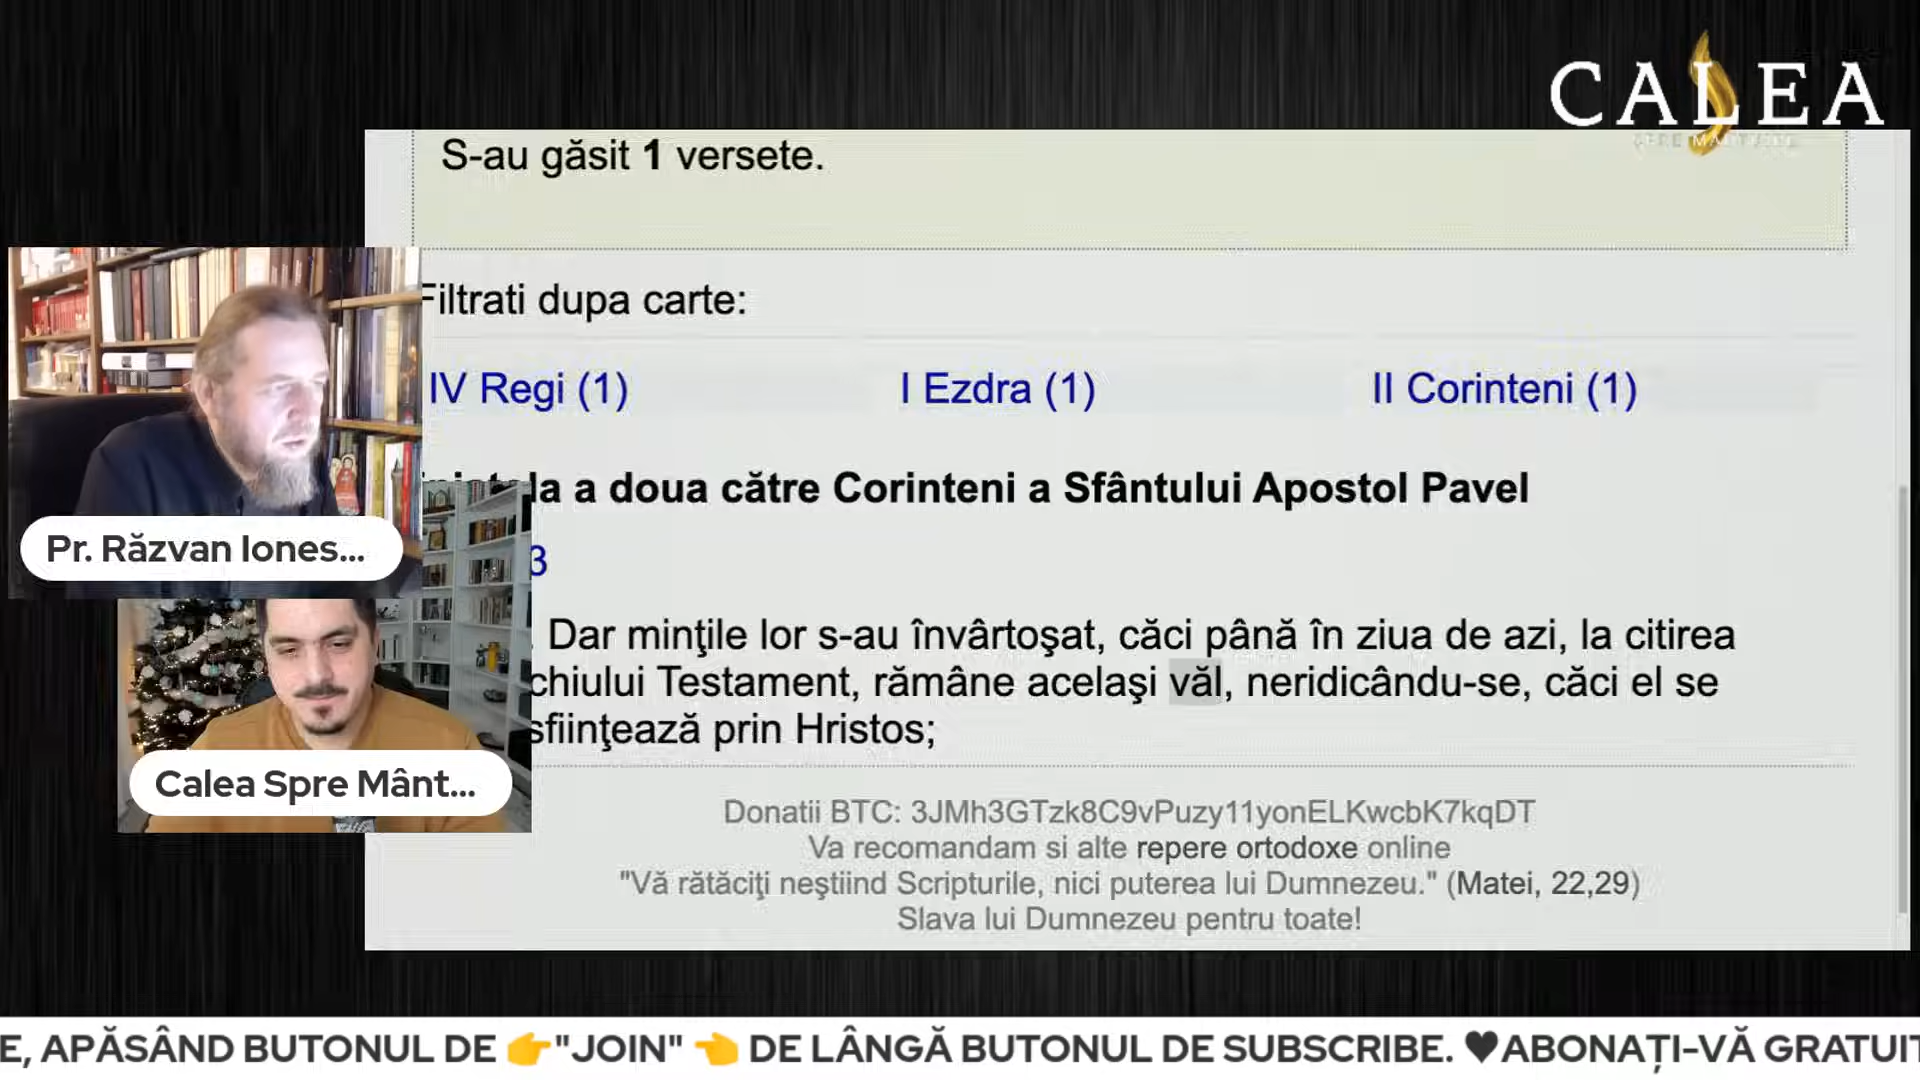 CALEA
S-au găsit 1 versete.
Filtrati dupa carte:
IV Regi (1) I Ezdra (1) II Corinteni (1)
la a doua către Corinteni a Sfântului Apostol Pavel
3
Pr. Răzvan Iones...
. Dar minţile lor s-au învârtoşat, căci până în ziua de azi, la citirea
chiului Testament, rămâne acelaşi văl, neridicându-se, căci el se
sfiinţează prin Hristos;
Calea Spre Mânt...
Donatii BTC: 3JMh3GTzk8C9vPuzy11yonELKwcbK7kqDT
Va recomandam si alte repere ortodoxe online
"Vă rătăciţi neştiind Scripturile, nici puterea lui Dumnezeu." (Matei, 22,29)
Slava lui Dumnezeu pentru toate!
E, APĂSÂND BUTONUL DE 👉"JOIN" 👈 DE LÂNGĂ BUTONUL DE SUBSCRIBE. ♥ABONAȚI-VĂ GRATUIT